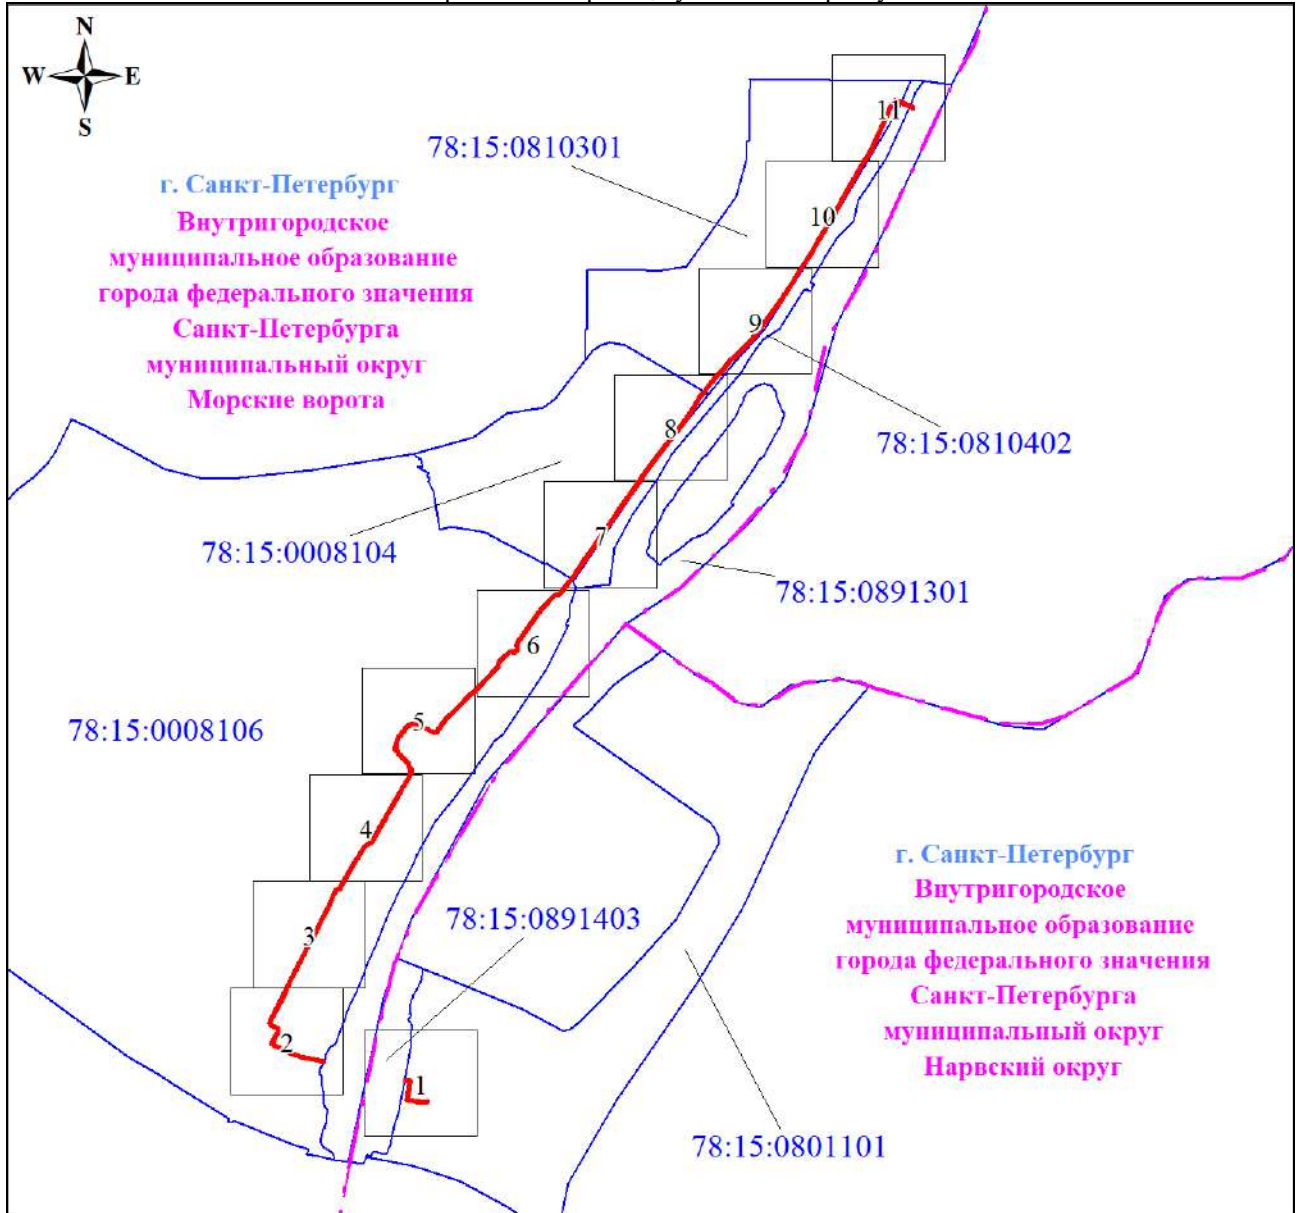 N
W E
S
78:15:0810301
г. Санкт-Петербург
Внутригородское
муниципальное образование
города федерального значения
Санкт-Петербурга
муниципальный округ
Морские ворота
11
10
9
8
78:15:0810402
7
78:15:0008104
78:15:0891301
6
5
78:15:0008106
4
3
78:15:0891403
2
1
г. Санкт-Петербург
Внутригородское
муниципальное образование
города федерального значения
Санкт-Петербурга
муниципальный округ
Нарвский округ
78:15:0801101